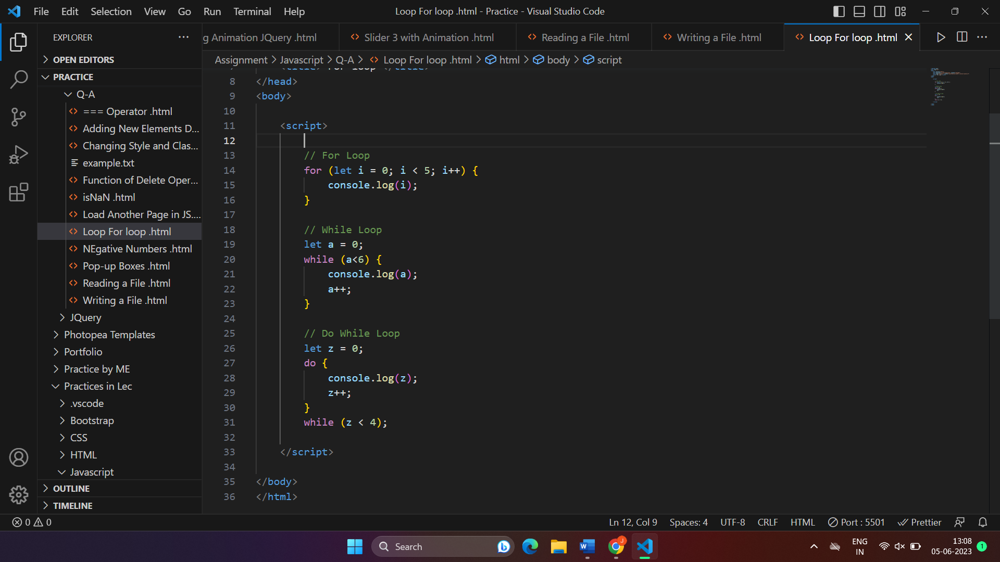 File Edit Selection View Go Run Terminal Help
Loop For loop .html - Practice - Visual Studio Code
EXPLORER
g Animation JQuery .html
Slider 3 with Animation .html
Reading a File .html
Writing a File .html
Loop For loop .html
OPEN EDITORS
PRACTICE
Q-A
=== Operator .html
Adding New Elements D...
Changing Style and Clas...
example.txt
Function of Delete Oper...
isNaN .html
Load Another Page in JS....
Loop For loop .html
NEgative Numbers .html
Pop-up Boxes .html
Reading a File .html
Writing a File .html
JQuery
Photopea Templates
Portfolio
Practice by ME
Practices in Lec
.vscode
Bootstrap
CSS
HTML
Javascript
OUTLINE
TIMELINE
Assignment > Javascript > Q-A > Loop For loop .html > html > body > script
8 </head>
9 <body>
10
11 <script>
12
13 // For Loop
14 for (let i = 0; i < 5; i++) {
15 console.log(i);
16 }
17
18 // While Loop
19 let a = 0;
20 while (a<6) {
21 console.log(a);
22 a++;
23 }
24
25 // Do While Loop
26 let z = 0;
27 do {
28 console.log(z);
29 z++;
30 }
31 while (z < 4);
32
33 </script>
34
35 </body>
36 </html>
0 0
Ln 12, Col 9 Spaces: 4 UTF-8 CRLF HTML Port : 5501 Prettier
Search
W
J
ENG
IN
13:08
05-06-2023
1